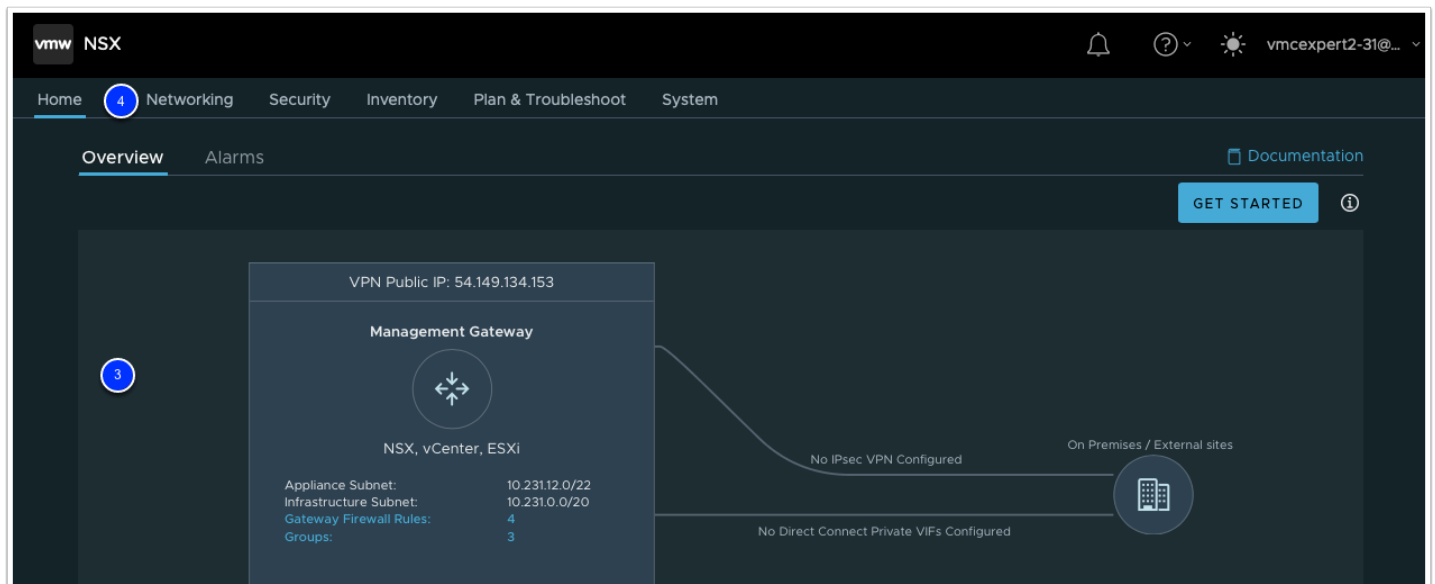 vmw NSX vmcexpert2-31@...
Home 4 Networking Security Inventory Plan & Troubleshoot System
Overview Alarms Documentation
GET STARTED
VPN Public IP: 54.149.134.153
Management Gateway
3
NSX, vCenter, ESXi
On Premises / External sites
No IPsec VPN Configured
Appliance Subnet: 10.231.12.0/22
Infrastructure Subnet: 10.231.0.0/20
Gateway Firewall Rules: 4
No Direct Connect Private VIFs Configured
Groups: 3